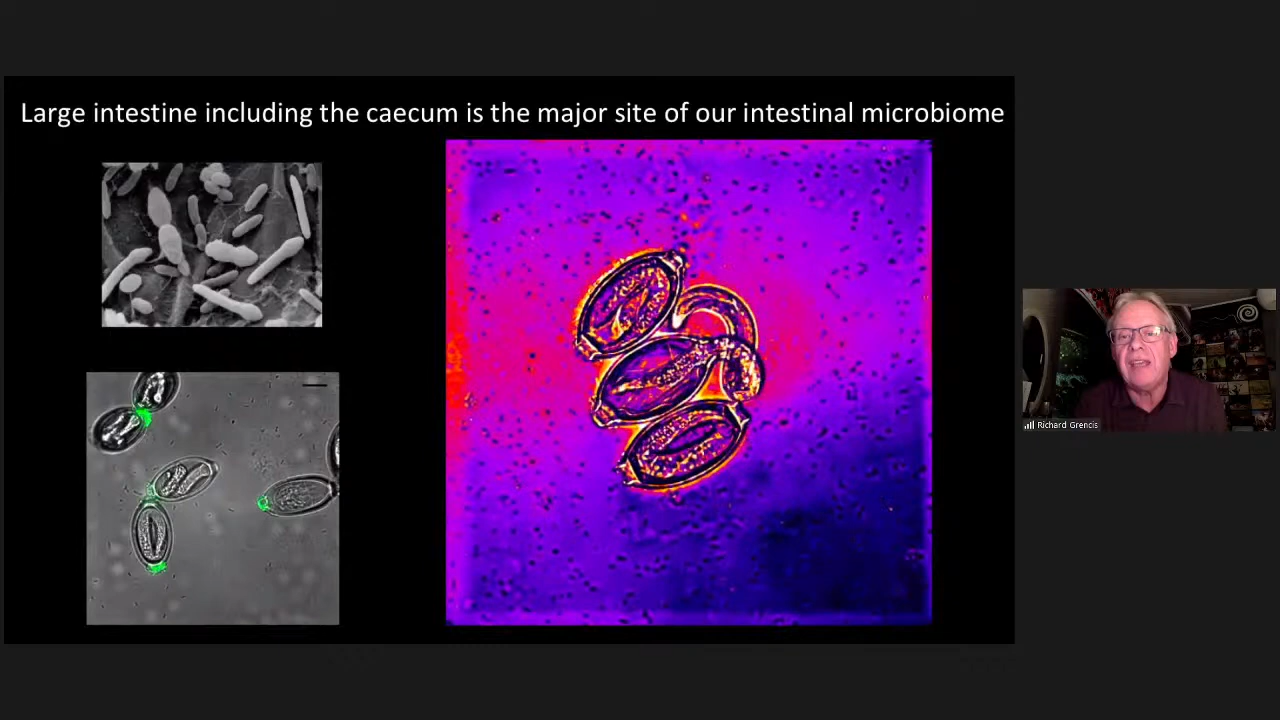 Large intestine including the caecum is the major site of our intestinal microbiome
Richard Grencis